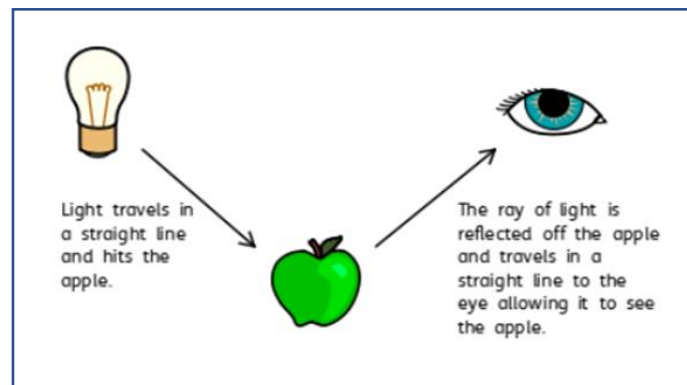 Light travels in
a straight line
and hits the
apple.
The ray of light is
reflected off the apple
and travels in a
straight line to the
eye allowing it to see
the apple.